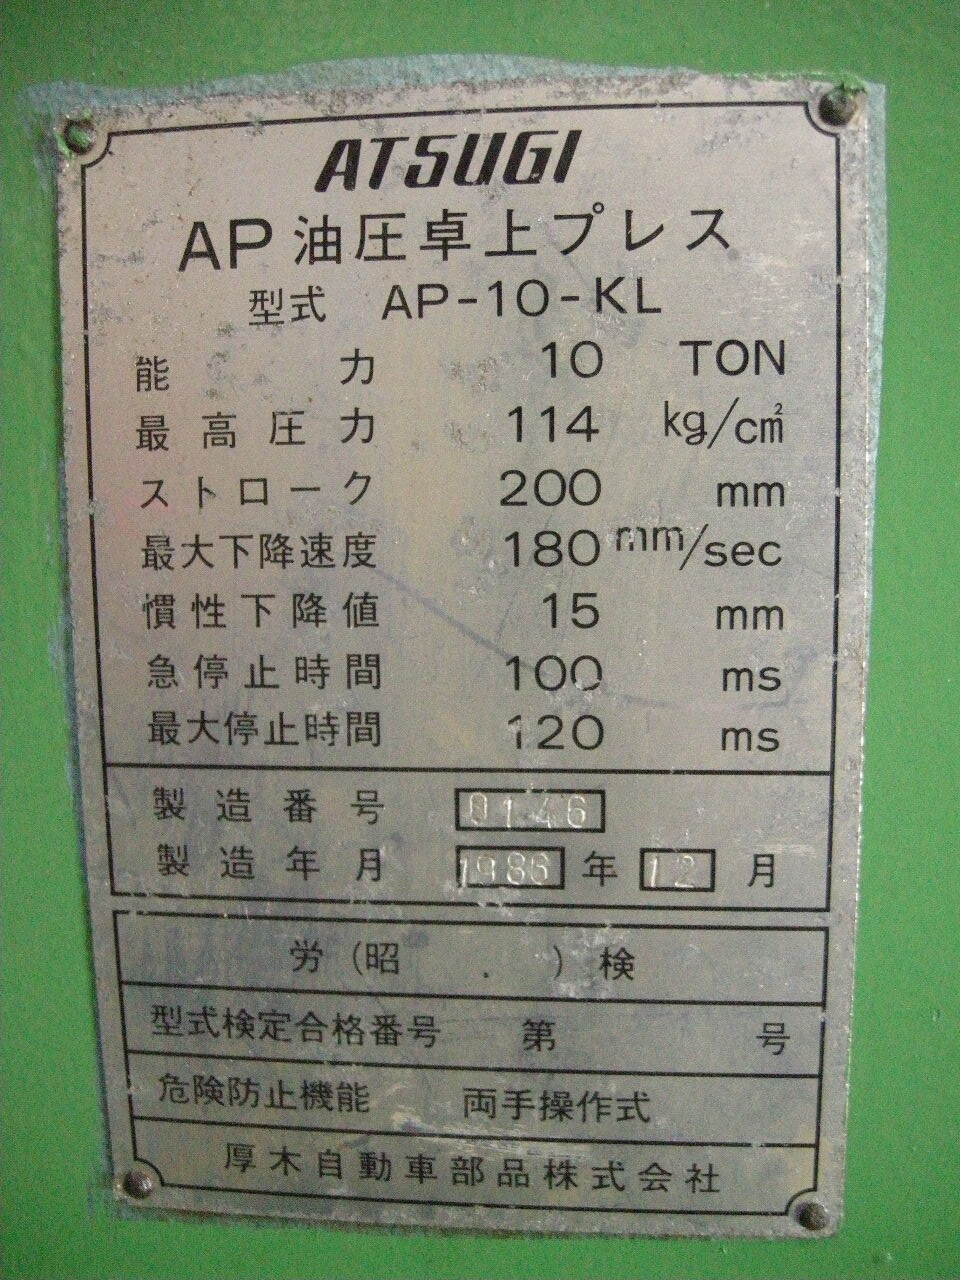 ATSUGI
AP 油圧卓上プレス
型式 AP-10-KL
能力 10 TON
最高圧力 114 kg/cm²
ストローク 200 mm
最大下降速度 180 mm/sec
慣性下降値 15 mm
急停止時間 100 ms
最大停止時間 120 ms
製造番号 0146
製造年月 1986 年 12 月
労(昭 . )検
型式検定合格番号 第 号
危険防止機能 両手操作式
厚木自動車部品株式会社